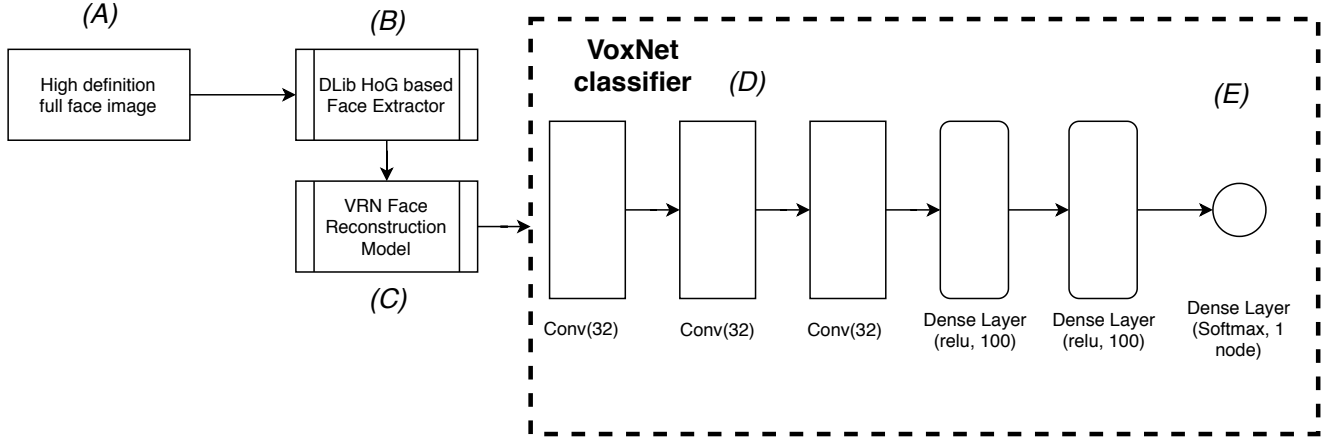 (A)
High definition
full face image
(B)
DLib HoG based
Face Extractor
VRN Face
Reconstruction
Model
(C)
VoxNet
classifier
(D)
(E)
Conv(32)
Conv(32)
Conv(32)
Dense Layer
(relu, 100)
Dense Layer
(relu, 100)
Dense Layer
(Softmax, 1
node)